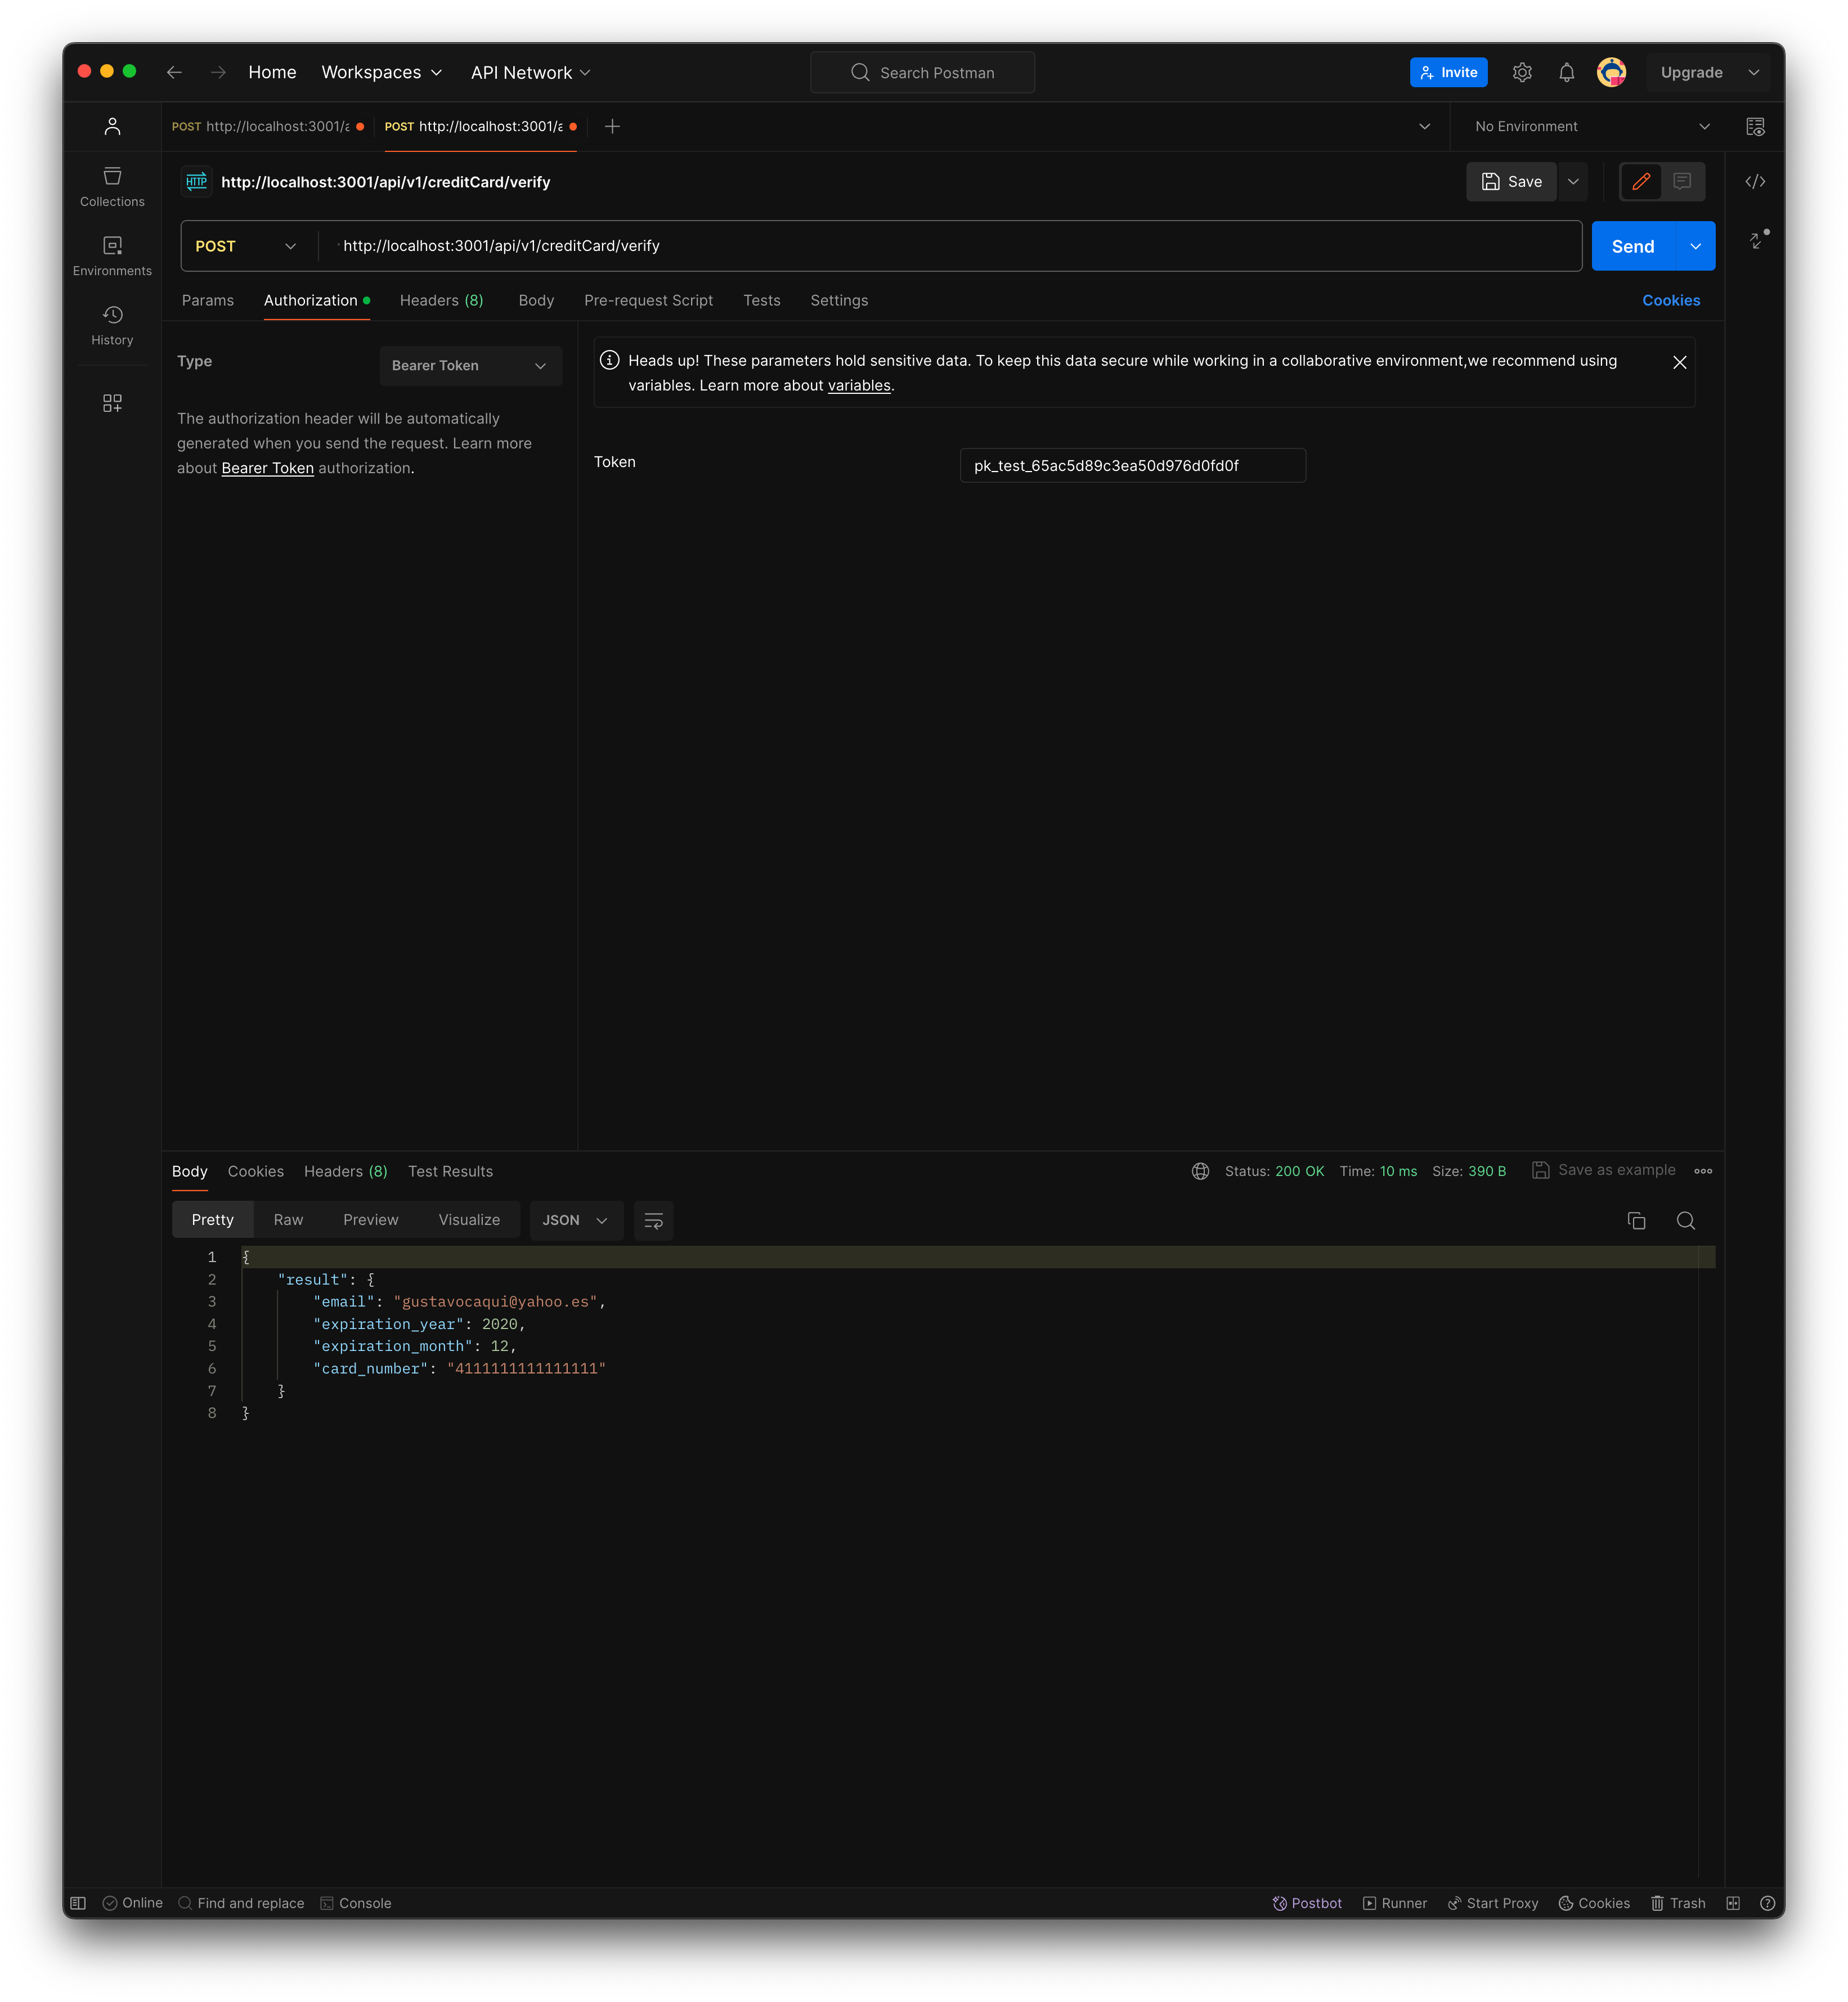 Home Workspaces API Network Search Postman Invite Upgrade
POST http://localhost:3001/a POST http://localhost:3001/a No Environment
HTTP http://localhost:3001/api/v1/creditCard/verify Save
Collections
POST http://localhost:3001/api/v1/creditCard/verify Send
Environments
Params Authorization Headers (8) Body Pre-request Script Tests Settings Cookies
History
Type Bearer Token
Heads up! These parameters hold sensitive data. To keep this data secure while working in a collaborative environment,we recommend using
variables. Learn more about variables.
The authorization header will be automatically
generated when you send the request. Learn more
about Bearer Token authorization.
Token pk_test_65ac5d89c3ea50d976d0fd0f
Body Cookies Headers (8) Test Results Status: 200 OK Time: 10 ms Size: 390 B Save as example
Pretty Raw Preview Visualize JSON
1 {
2 "result": {
3 "email": "gustavocaqui@yahoo.es",
4 "expiration_year": 2020,
5 "expiration_month": 12,
6 "card_number": "4111111111111111"
7 }
8 }
Online Find and replace Console Postbot Runner Start Proxy Cookies Trash